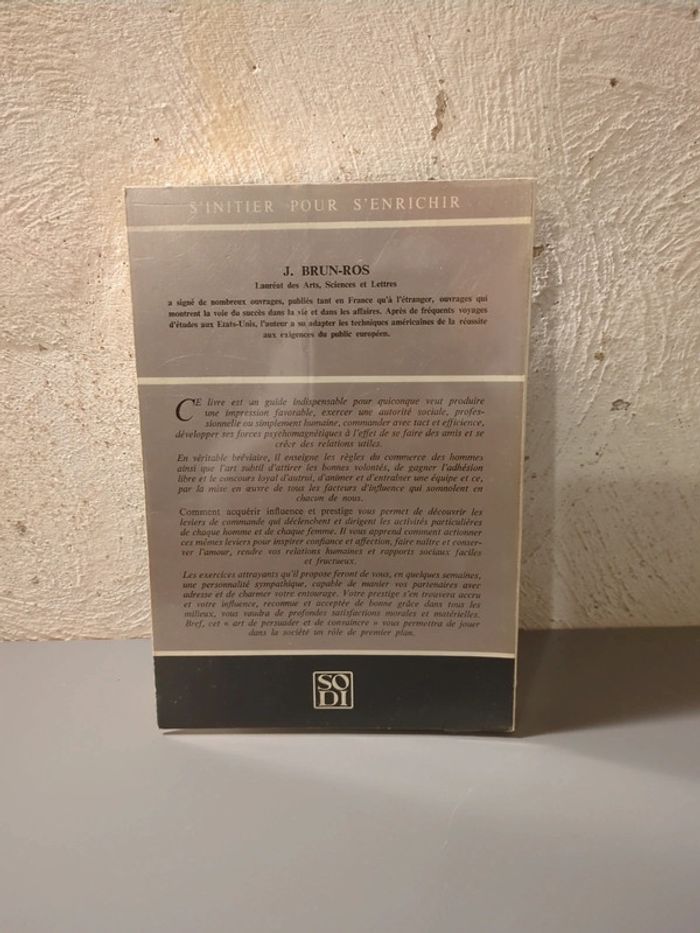 S'INITIER POUR S'ENRICHIR
J. BRUN-ROS
Lauréat des Arts, Sciences et Lettres
a signé de nombreux ouvrages, publiés tant en France qu'à l'étranger, ouvrages qui
montrent la voie du succès dans la vie et dans les affaires. Après de fréquents voyages
d'études aux Etats-Unis, l'auteur a su adapter les techniques américaines de la réussite
aux exigences du public européen.
CE livre est un guide indispensable pour quiconque veut produire
une impression favorable, exercer une autorité sociale, profes-
sionnelle ou simplement humaine, commander avec tact et efficience,
développer ses forces psychomagnétiques à l'effet de se faire des amis et se
créer des relations utiles.
En véritable bréviaire, il enseigne les règles du commerce des hommes
ainsi que l'art subtil d'attirer les bonnes volontés, de gagner l'adhésion
libre et le concours loyal d'autrui, d'animer et d'entraîner une équipe et ce,
par la mise en œuvre de tous les facteurs d'influence qui somnolent en
chacun de nous.
Comment acquérir influence et prestige vous permet de découvrir les
leviers de commande qui déclenchent et dirigent les activités particulières
de chaque homme et de chaque femme. Il vous apprend comment actionner
ces mêmes leviers pour inspirer confiance et affection, faire naître et conser-
ver l'amour, rendre vos relations humaines et rapports sociaux faciles
et fructueux.
Les exercices attrayants qu'il propose feront de vous, en quelques semaines,
une personnalité sympathique, capable de manier vos partenaires avec
adresse et de charmer votre entourage. Votre prestige s'en trouvera accru
et votre influence, reconnue et acceptée de bonne grâce dans tous les
milieux, vous vaudra de profondes satisfactions morales et matérielles.
Bref, cet « art de persuader et de convaincre » vous permettra de jouer
dans la société un rôle de premier plan.
SO
DI